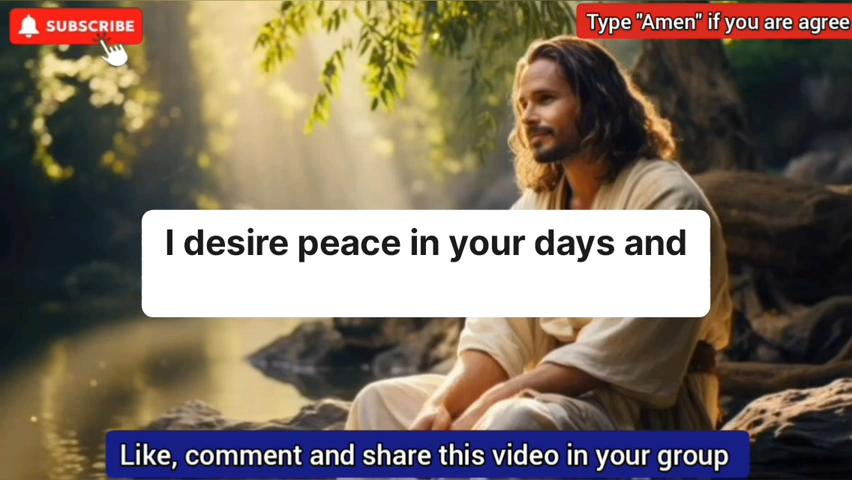 SUBSCRIBE
Type "Amen" if you are agree
I desire peace in your days and
Like, comment and share this video in your group